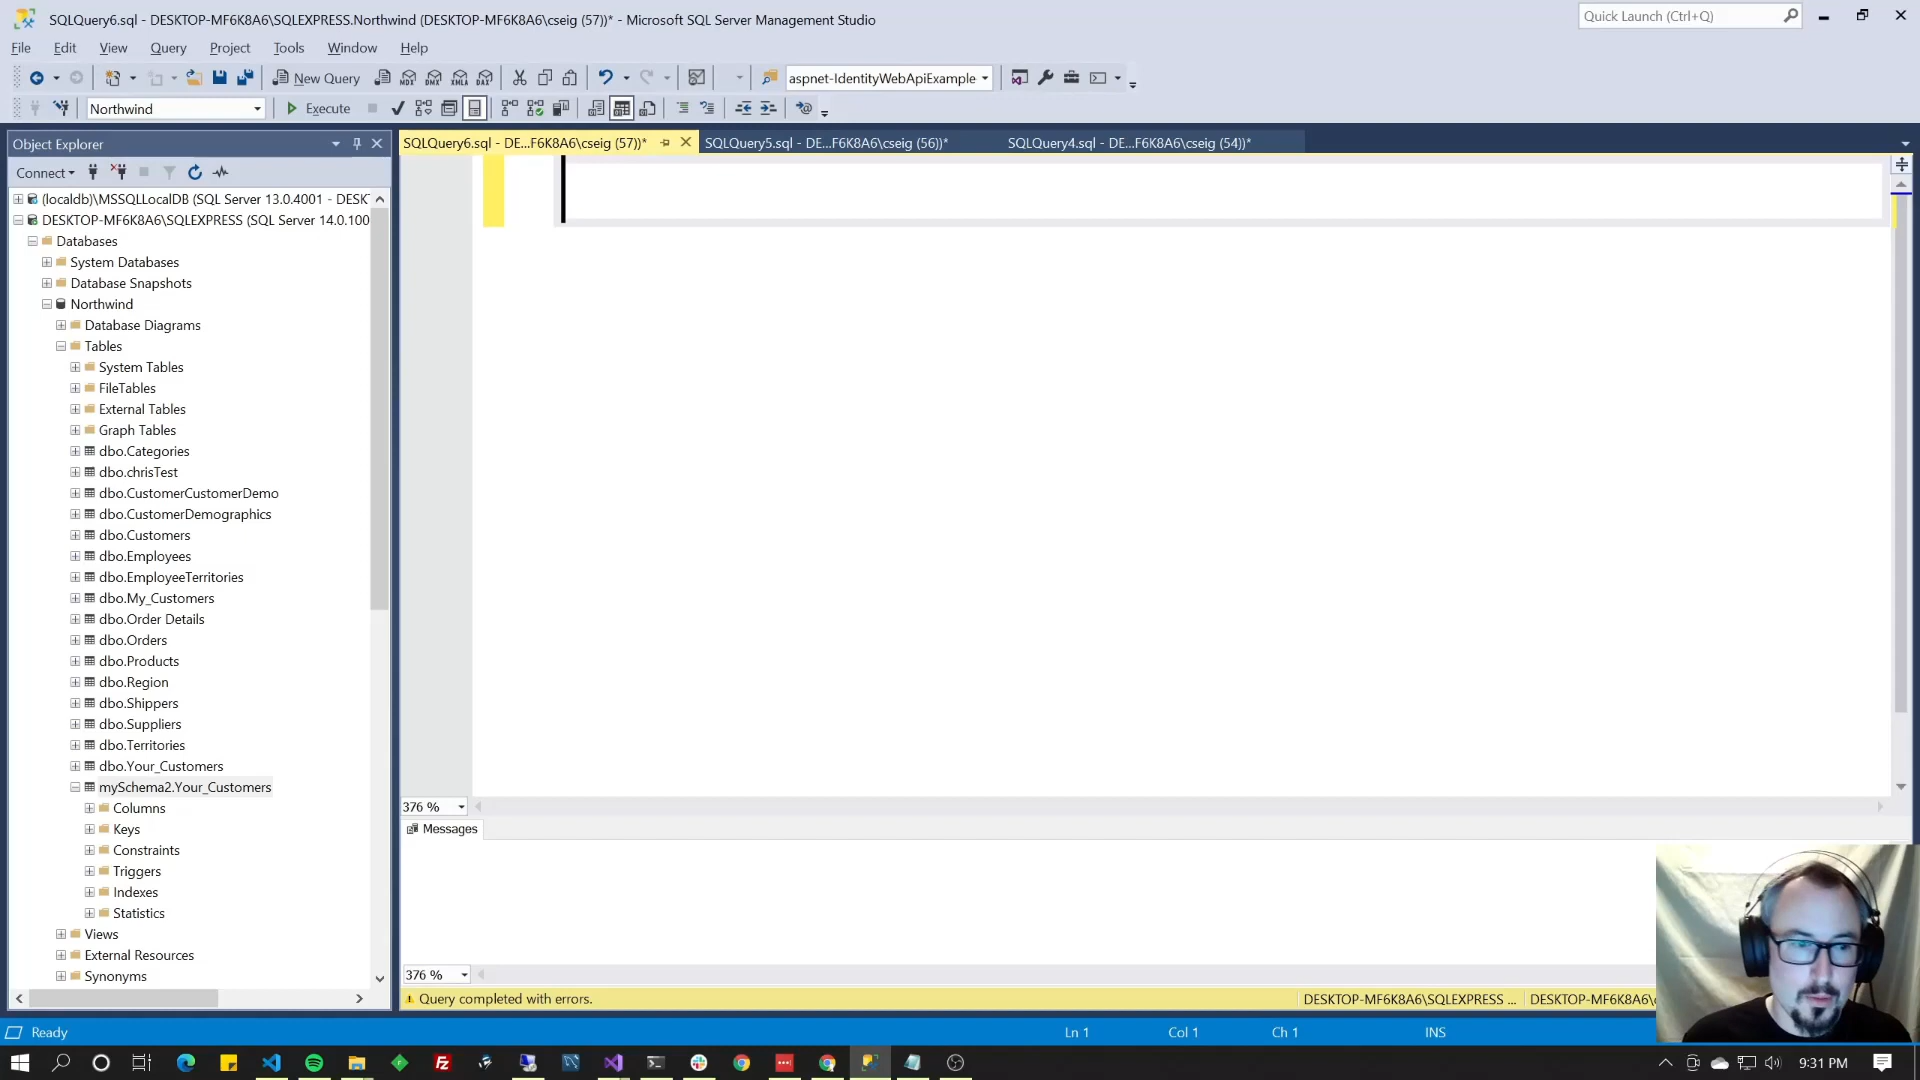 SQLQuery6.sql - DESKTOP-MF6K8A6\SQLEXPRESS.Northwind (DESKTOP-MF6K8A6\cseig (57))* - Microsoft SQL Server Management Studio
Quick Launch (Ctrl+Q)
File Edit View Query Project Tools Window Help
New Query
MDX DMX XMLA DAX
aspnet-IdentityWebApiExample
Northwind
Execute
Object Explorer
SQLQuery6.sql - DE...F6K8A6\cseig (57))*
SQLQuery5.sql - DE...F6K8A6\cseig (56))*
SQLQuery4.sql - DE...F6K8A6\cseig (54))*
Connect
(localdb)\MSSQLLocalDB (SQL Server 13.0.4001 - DESKT
DESKTOP-MF6K8A6\SQLEXPRESS (SQL Server 14.0.100
Databases
System Databases
Database Snapshots
Northwind
Database Diagrams
Tables
System Tables
FileTables
External Tables
Graph Tables
dbo.Categories
dbo.chrisTest
dbo.CustomerCustomerDemo
dbo.CustomerDemographics
dbo.Customers
dbo.Employees
dbo.EmployeeTerritories
dbo.My_Customers
dbo.Order Details
dbo.Orders
dbo.Products
dbo.Region
dbo.Shippers
dbo.Suppliers
dbo.Territories
dbo.Your_Customers
mySchema2.Your_Customers
Columns
Keys
Constraints
Triggers
Indexes
Statistics
Views
External Resources
Synonyms
376 %
Messages
376 %
Query completed with errors.
DESKTOP-MF6K8A6\SQLEXPRESS ...
DESKTOP-MF6K8A6\
Ready
Ln 1
Col 1
Ch 1
INS
9:31 PM